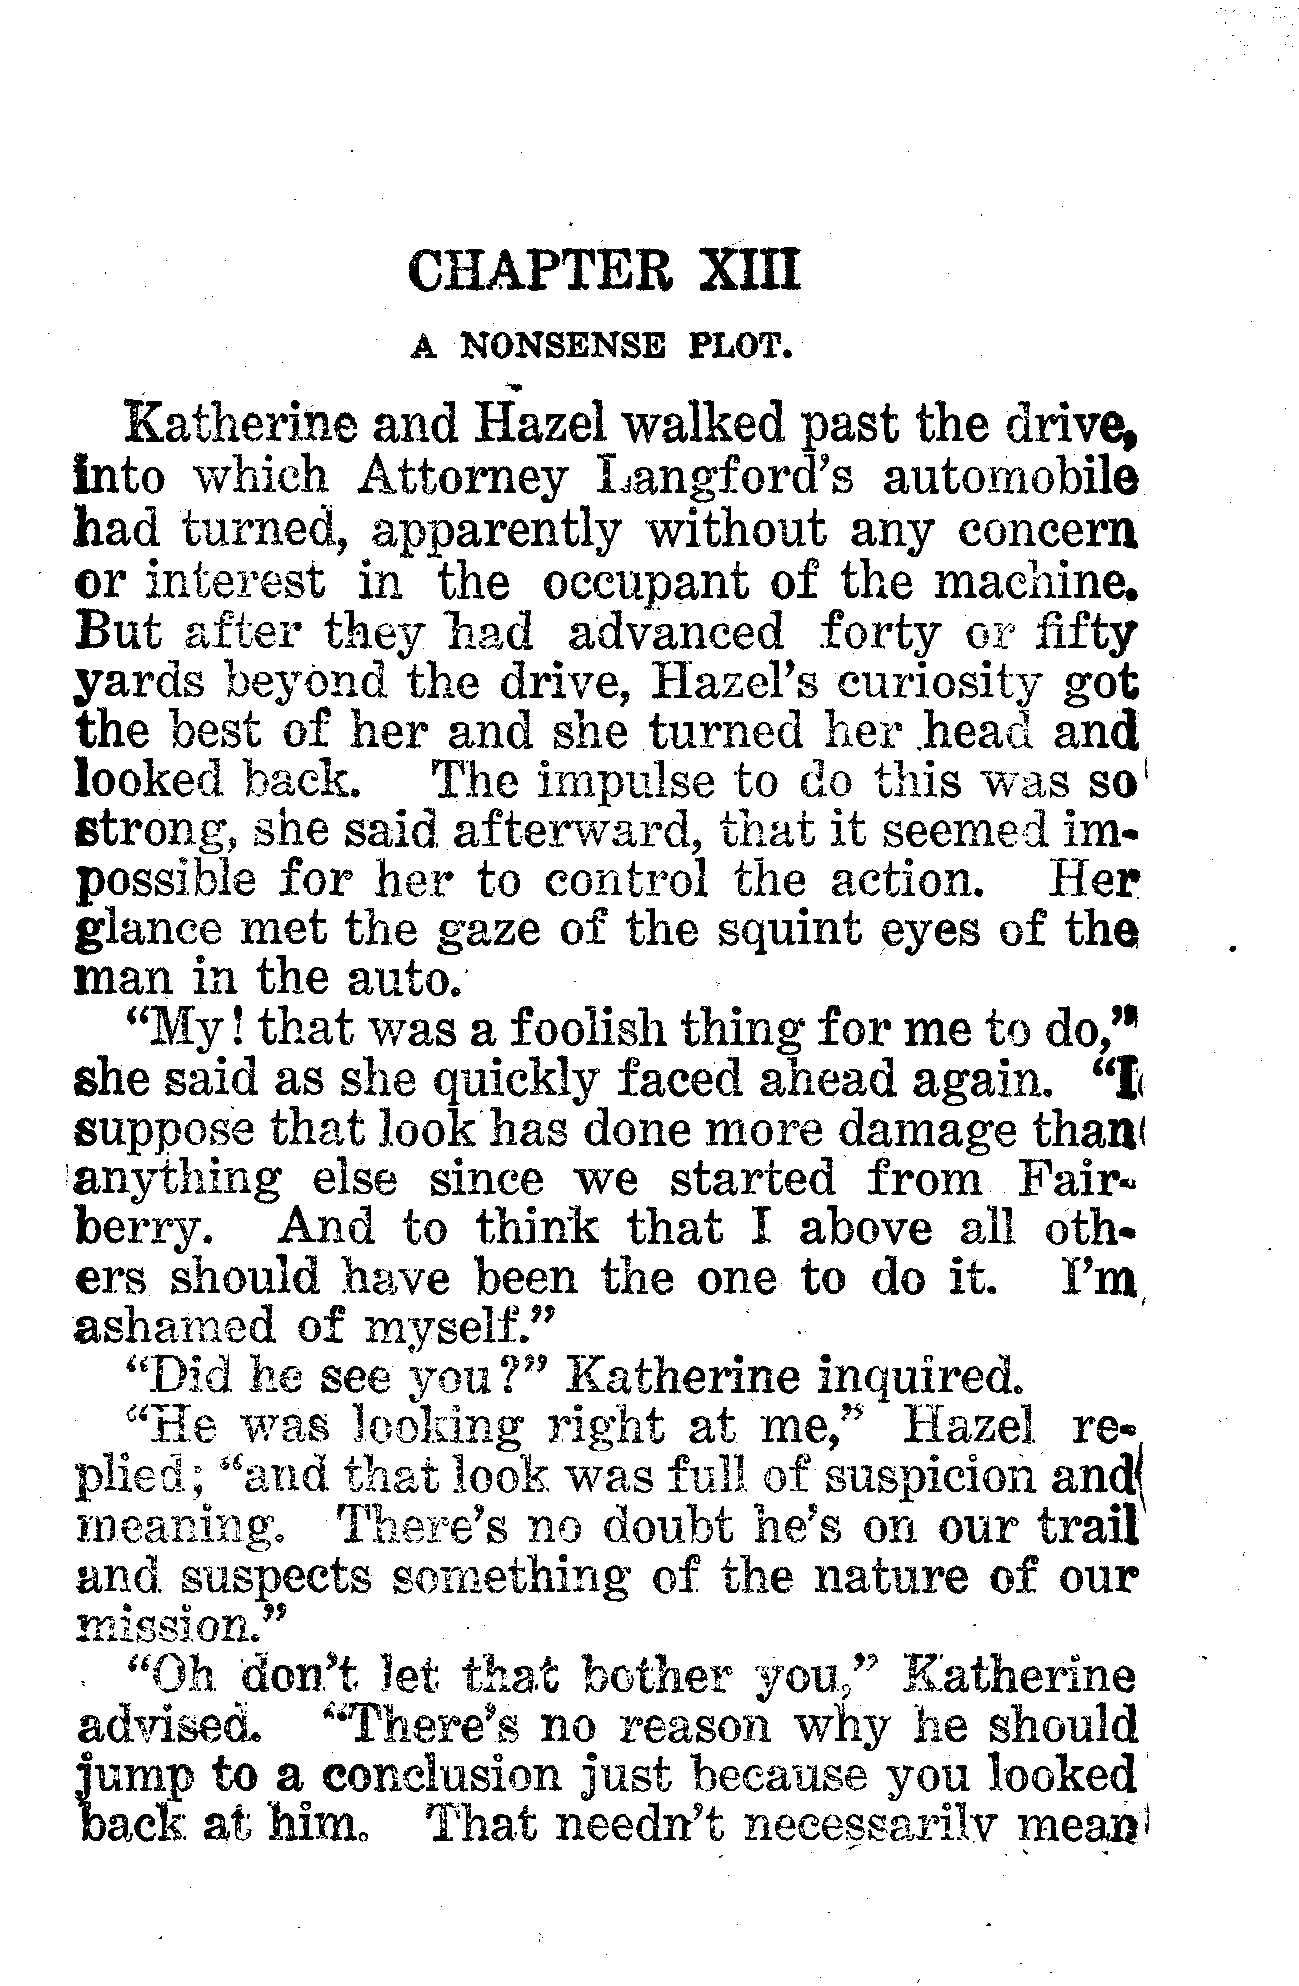 CHAPTER XIII
A NONSENSE PLOT.
Katherine and Hazel walked past the drive,
into which Attorney Langford's automobile
had turned, apparently without any concern
or interest in the occupant of the machine.
But after they had advanced forty or fifty
yards beyond the drive, Hazel's curiosity got
the best of her and she turned her head and
looked back. The impulse to do this was so
strong, she said afterward, that it seemed im-
possible for her to control the action. Her
glance met the gaze of the squint eyes of the
man in the auto.
“My! that was a foolish thing for me to do,”
she said as she quickly faced ahead again. “I
suppose that look has done more damage than
anything else since we started from Fair-
berry. And to think that I above all oth-
ers should have been the one to do it. I'm
ashamed of myself.”
“Did he see you?” Katherine inquired.
“He was looking right at me,” Hazel re-
plied; “and that look was full of suspicion and
meaning. There's no doubt he's on our trail
and suspects something of the nature of our
mission.”
“Oh don't let that bother you,” Katherine
advised. “There's no reason why he should
jump to a conclusion just because you looked
back at him. That needn't necessarily mean